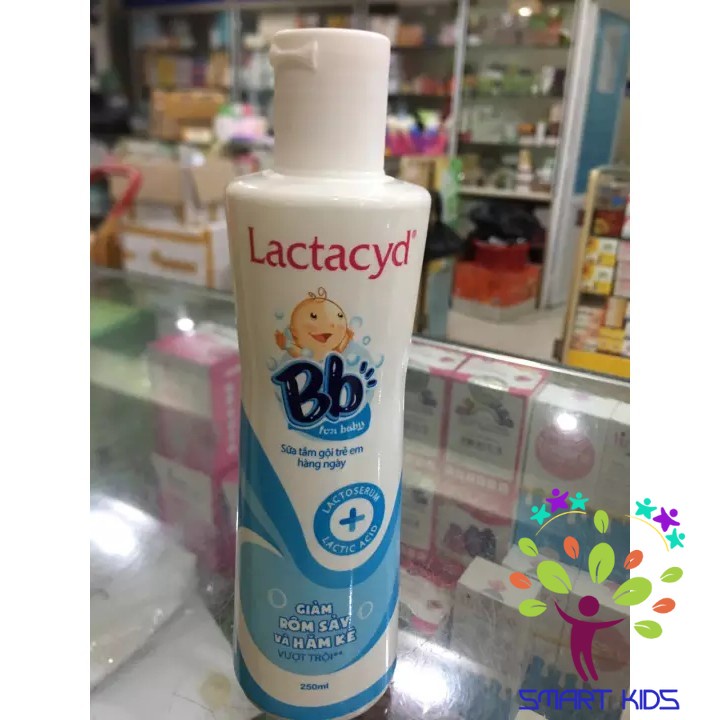 Lactacyd®
Bb
for baby
Sữa tắm gội trẻ em
hàng ngày
LACTOSERUM
LACTIC ACID
GIẢM
RÔM SẢY
VÀ HĂM KẼ
VƯỢT TRỘI**
250ml
SMART KIDS